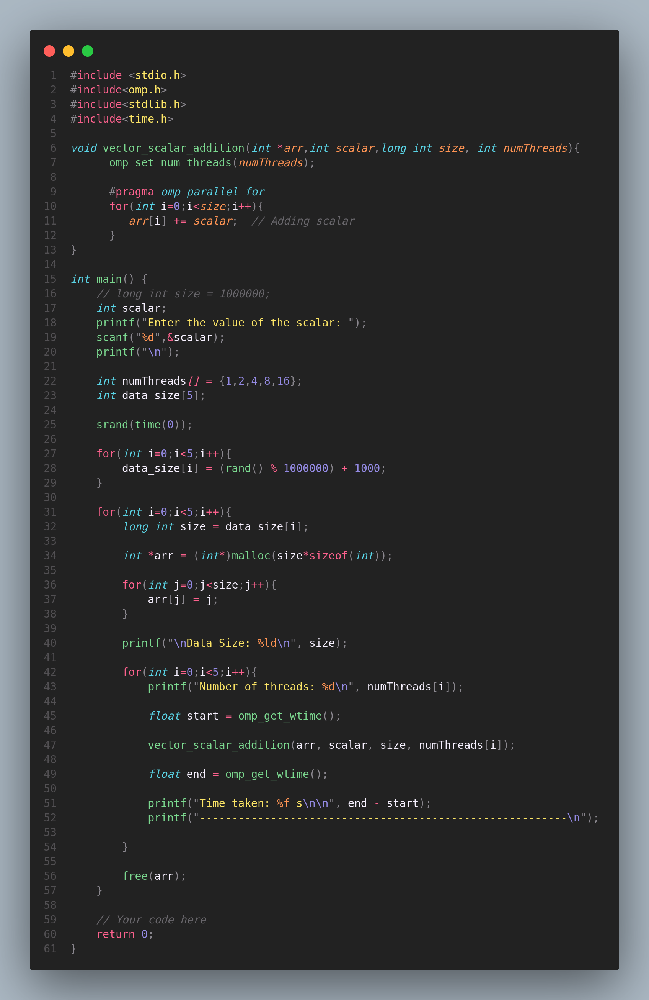 1 #include <stdio.h>
2 #include<omp.h>
3 #include<stdlib.h>
4 #include<time.h>
5
6 void vector_scalar_addition(int *arr,int scalar,long int size, int numThreads){
7       omp_set_num_threads(numThreads);
8
9       #pragma omp parallel for
10       for(int i=0;i<size;i++){
11          arr[i] += scalar;  // Adding scalar
12       }
13 }
14
15 int main() {
16     // long int size = 1000000;
17     int scalar;
18     printf("Enter the value of the scalar: ");
19     scanf("%d",&scalar);
20     printf("\n");
21
22     int numThreads[] = {1,2,4,8,16};
23     int data_size[5];
24
25     srand(time(0));
26
27     for(int i=0;i<5;i++){
28         data_size[i] = (rand() % 1000000) + 1000;
29     }
30
31     for(int i=0;i<5;i++){
32         long int size = data_size[i];
33
34         int *arr = (int*)malloc(size*sizeof(int));
35
36         for(int j=0;j<size;j++){
37             arr[j] = j;
38         }
39
40         printf("\nData Size: %ld\n", size);
41
42         for(int i=0;i<5;i++){
43             printf("Number of threads: %d\n", numThreads[i]);
44
45             float start = omp_get_wtime();
46
47             vector_scalar_addition(arr, scalar, size, numThreads[i]);
48
49             float end = omp_get_wtime();
50
51             printf("Time taken: %f s\n\n", end - start);
52             printf("---------------------------------------------------------\n");
53
54         }
55
56         free(arr);
57     }
58
59     // Your code here
60     return 0;
61 }